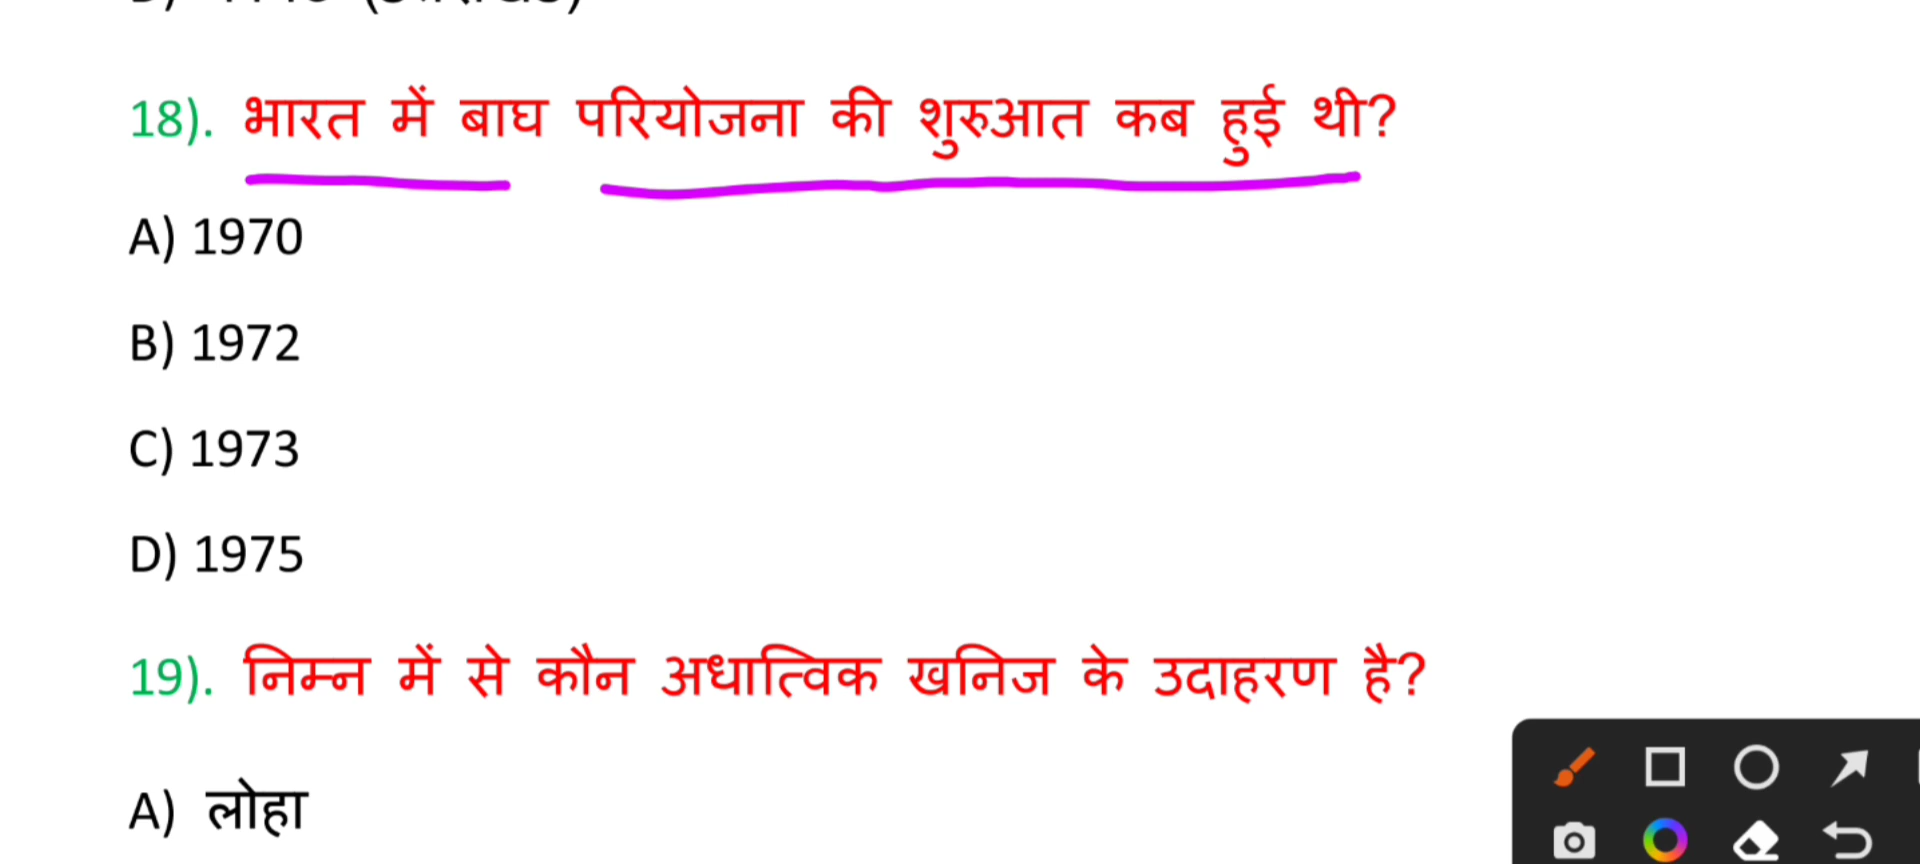 18). भारत में बाघ परियोजना की शुरुआत कब हुई थी?
A) 1970
B) 1972
C) 1973
D) 1975
19). निम्न में से कौन अधात्विक खनिज के उदाहरण है?
A) लोहा